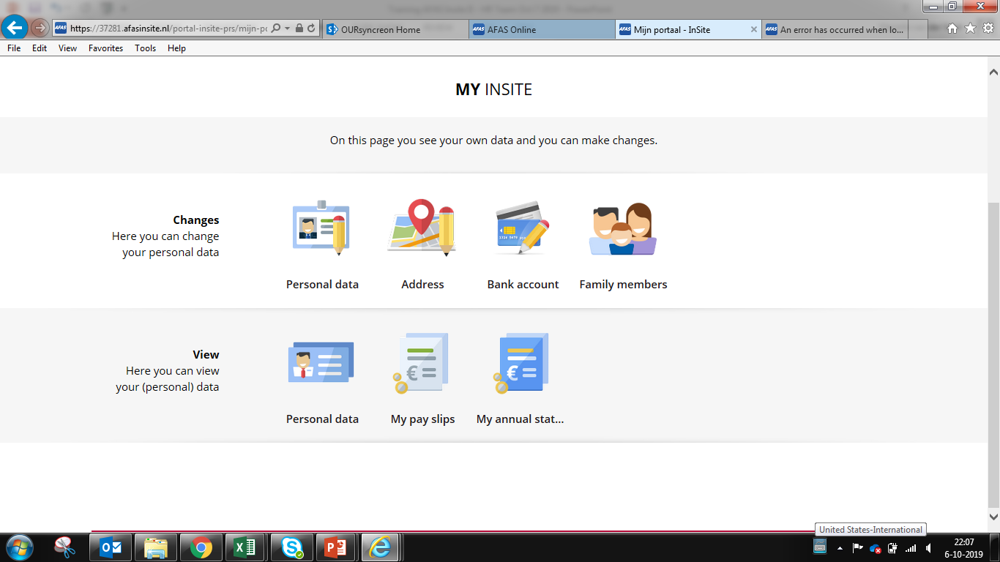 https://37281.afasinsite.nl/portal-insite-prs/mijn-po
OURsyncreon Home
AFAS Online
Mijn portaal - InSite
An error has occurred when lo...
File Edit View Favorites Tools Help
MY INSITE
On this page you see your own data and you can make changes.
Changes
Here you can change
your personal data
Personal data
Address
Bank account
Family members
View
Here you can view
your (personal) data
Personal data
My pay slips
My annual stat...
United States-International
22:07
6-10-2019